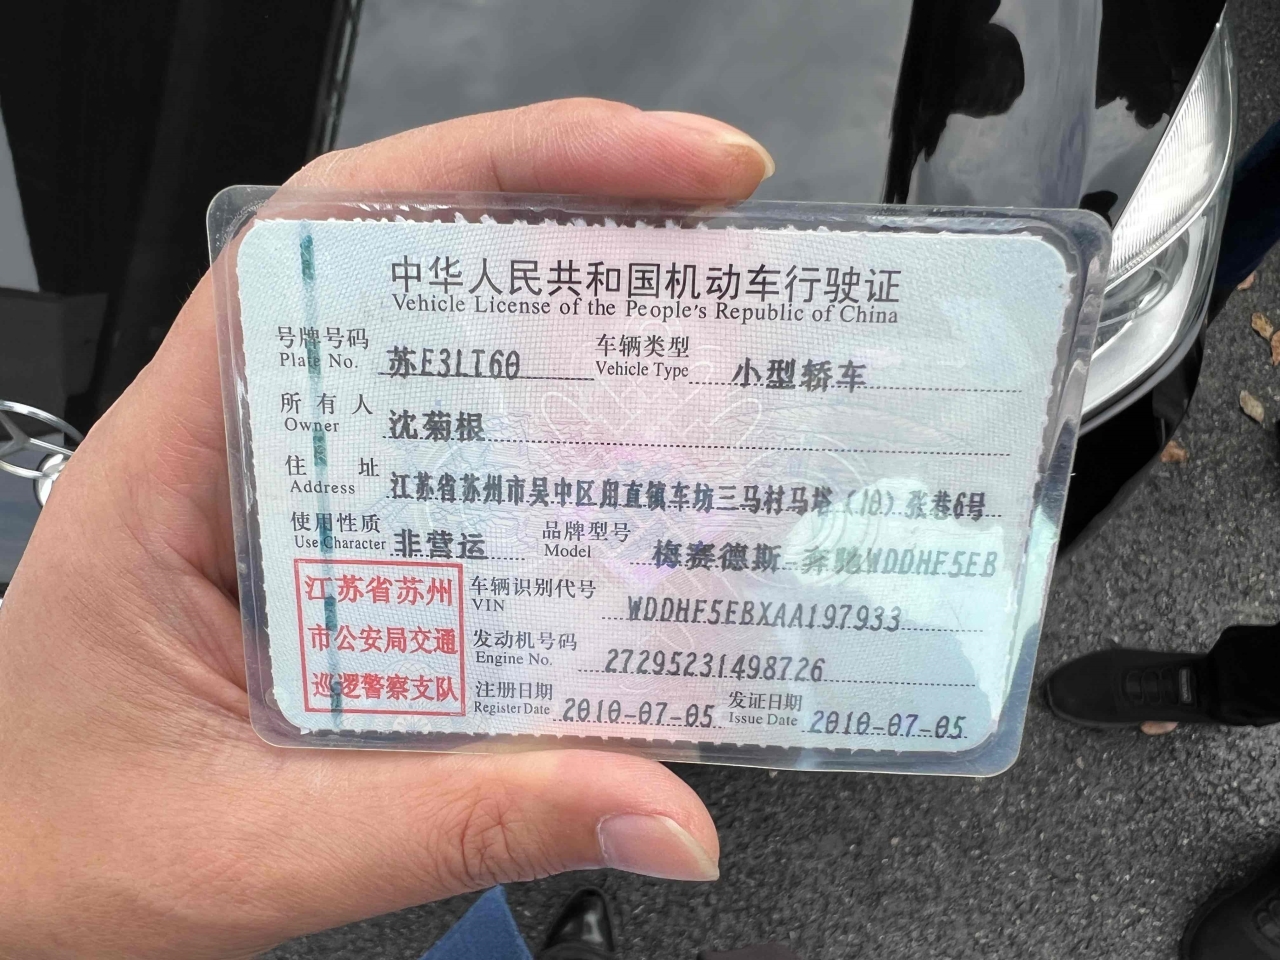 中华人民共和国机动车行驶证
Vehicle License of the People's Republic of China
号牌号码 苏E3LT60 车辆类型 小型轿车
Plate No. Vehicle Type
所有人 沈菊根
Owner
住址 江苏省苏州市吴中区甪直镇车坊三马村马塔(10)张巷6号
Address
使用性质 非营运 品牌型号 梅赛德斯-奔驰WDDHF5EB
Use Character Model
江苏省苏州
市公安局交通
巡逻警察支队
车辆识别代号 WDDHF5EBXAA197933
VIN
发动机号码 27295231498726
Engine No.
注册日期 2010-07-05 发证日期 2010-07-05
Register Date Issue Date